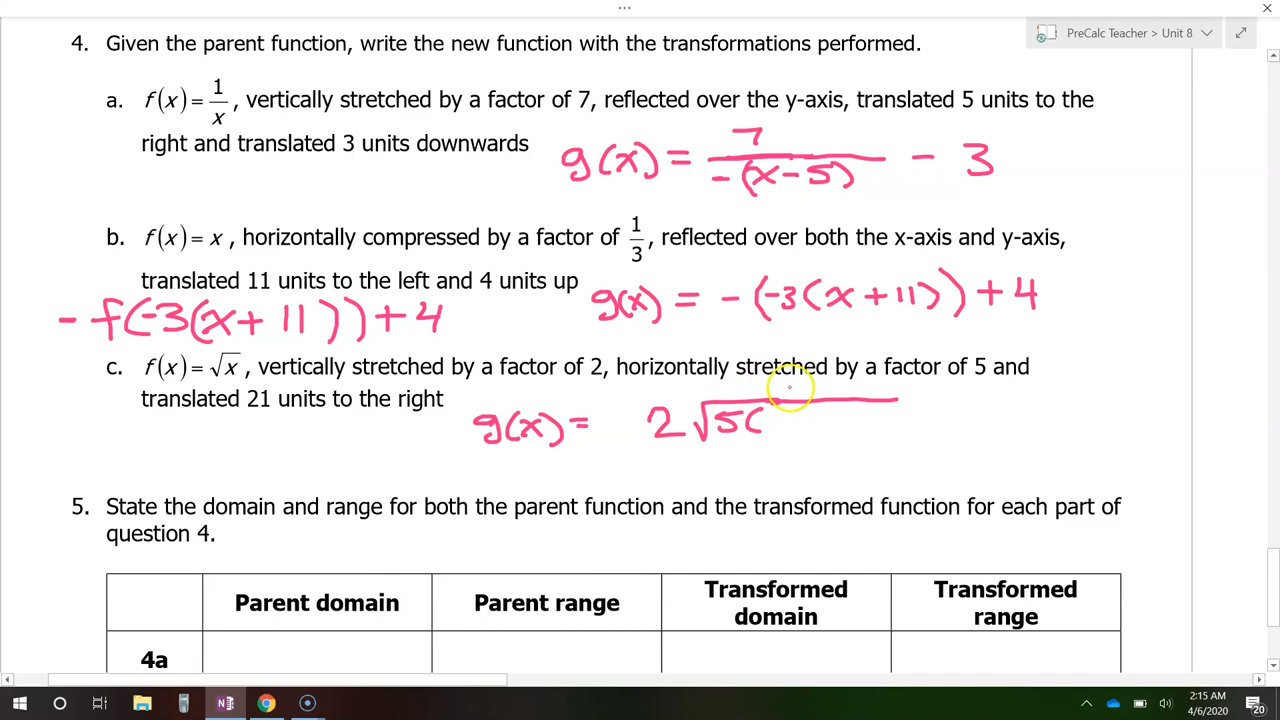 ...
PreCalc Teacher > Unit 8
4. Given the parent function, write the new function with the transformations performed.
a. f(x) = 1/x, vertically stretched by a factor of 7, reflected over the y-axis, translated 5 units to the
right and translated 3 units downwards
g(x) = 7/-(x-5) - 3
b. f(x) = x, horizontally compressed by a factor of 1/3, reflected over both the x-axis and y-axis,
translated 11 units to the left and 4 units up
g(x) = -(-3(x+11))+4
-f(-3(x+11))+4
c. f(x) = √x, vertically stretched by a factor of 2, horizontally stretched by a factor of 5 and
translated 21 units to the right
g(x) = 2√5(
5. State the domain and range for both the parent function and the transformed function for each part of
question 4.
Parent domain Parent range Transformed domain Transformed range
4a
2:15 AM
4/6/2020
20